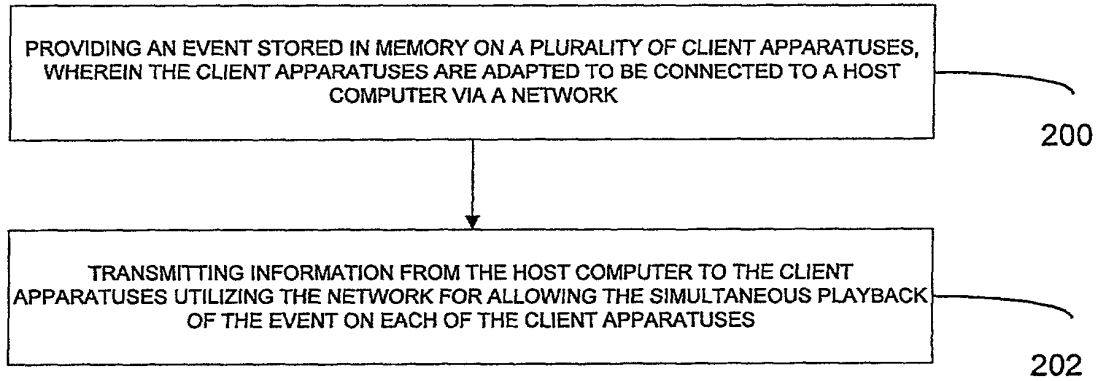 PROVIDING AN EVENT STORED IN MEMORY ON A PLURALITY OF CLIENT APPARATUSES,
WHEREIN THE CLIENT APPARATUSES ARE ADAPTED TO BE CONNECTED TO A HOST
COMPUTER VIA A NETWORK
200
TRANSMITTING INFORMATION FROM THE HOST COMPUTER TO THE CLIENT
APPARATUSES UTILIZING THE NETWORK FOR ALLOWING THE SIMULTANEOUS PLAYBACK
OF THE EVENT ON EACH OF THE CLIENT APPARATUSES
202